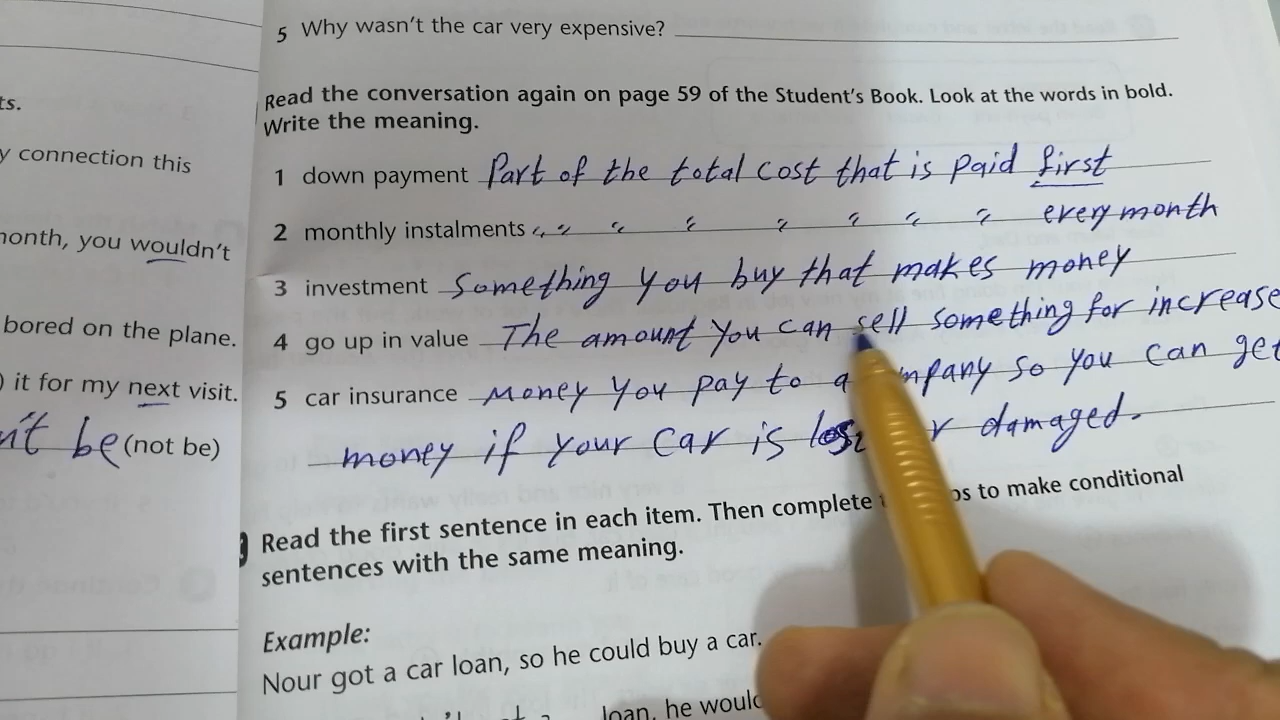 5 Why wasn't the car very expensive?
Read the conversation again on page 59 of the Student's Book. Look at the words in bold.
Write the meaning.
1 down payment Part of the total cost that is paid first
2 monthly instalments " " " " " " " " every month
3 investment Something you buy that makes money
4 go up in value The amount you can sell something for increase
5 car insurance Money you pay to a so you can get
money if your car is damaged.
Read the first sentence in each item. Then complete to make conditional
sentences with the same meaning.
Example:
Nour got a car loan, so he could buy a car.
loan, he would
ts.
y connection this
month, you wouldn't
bored on the plane.
) it for my next visit.
n't be (not be)